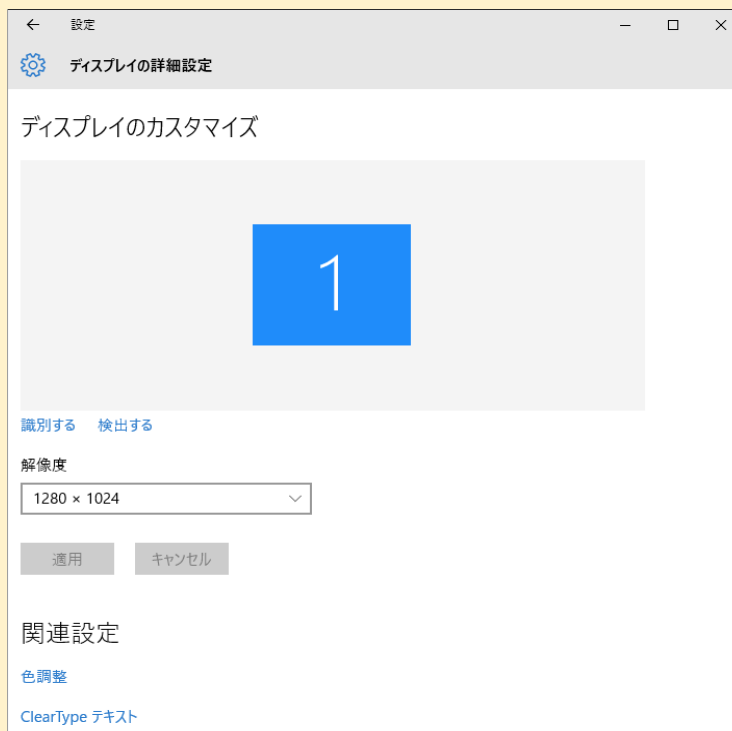 設定
ディスプレイの詳細設定
ディスプレイのカスタマイズ
1
識別する 検出する
解像度
1280 × 1024
適用 キャンセル
関連設定
色調整
ClearType テキスト